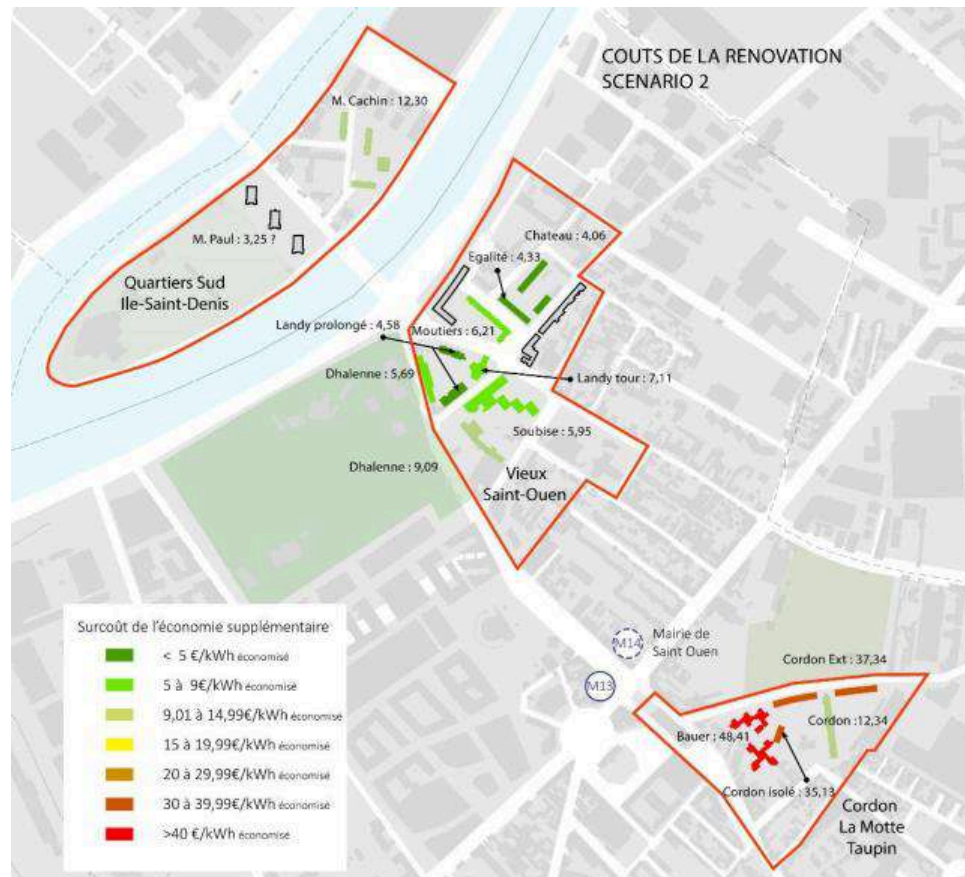 COUTS DE LA RENOVATION
SCENARIO 2
M. Cachin : 12,30
M. Paul : 3,25 ?
Quartiers Sud
Ile-Saint-Denis
Chateau : 4,06
Egalité : 4,33
Landy prolongé : 4,58
Moutiers : 6,21
Dhalenne : 5,69
Landy tour : 7,11
Soubise : 5,95
Dhalenne : 9,09
Vieux
Saint-Ouen
M14
Mairie de
Saint Ouen
M13
Cordon Ext : 37,34
Cordon :12,34
Bauer : 48,41
Cordon isolé : 35,13
Cordon
La Motte
Taupin
Surcoût de l'économie supplémentaire
< 5 €/kWh économisé
5 à 9€/kWh économisé
9,01 à 14,99€/kWh économisé
15 à 19,99€/kWh économisé
20 à 29,99€/kWh économisé
30 à 39,99€/kWh économisé
>40 €/kWh économisé